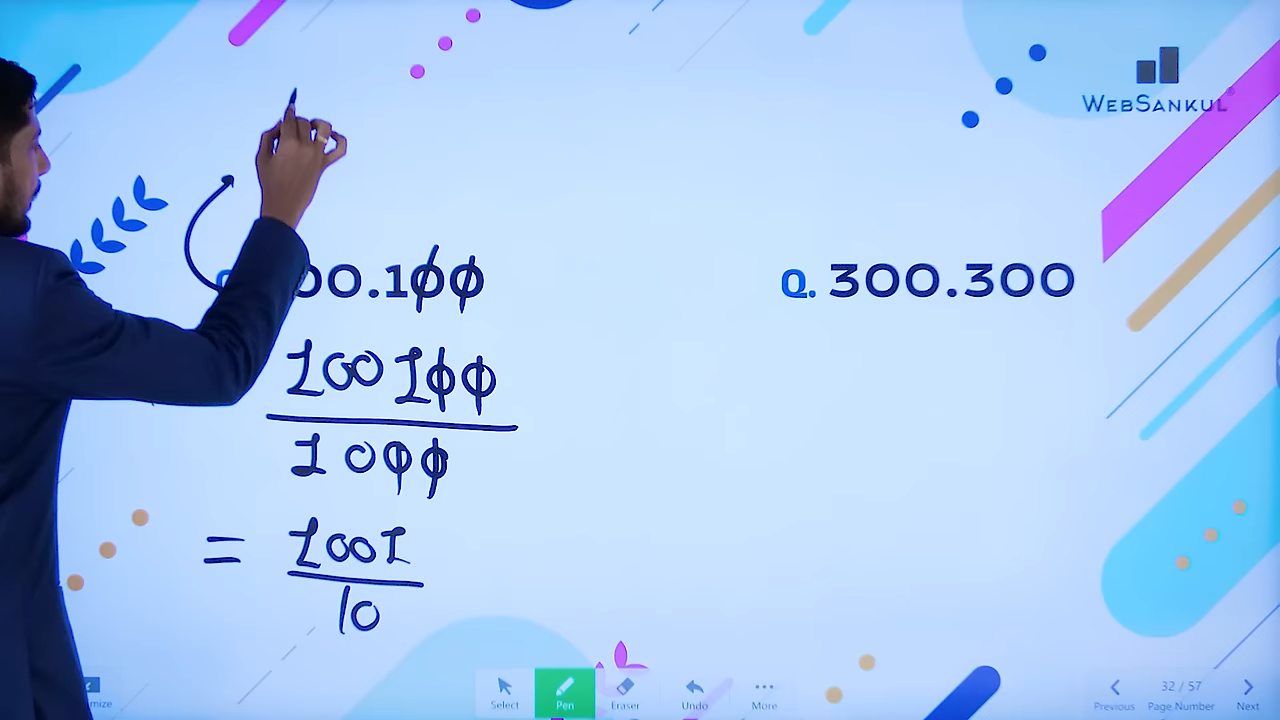 WEBSANKUL
00.100
Q. 300.300
100100
1000
= 1001
10
Select
Pen
Eraser
Undo
More
Previous
32 / 57
Page Number
Next